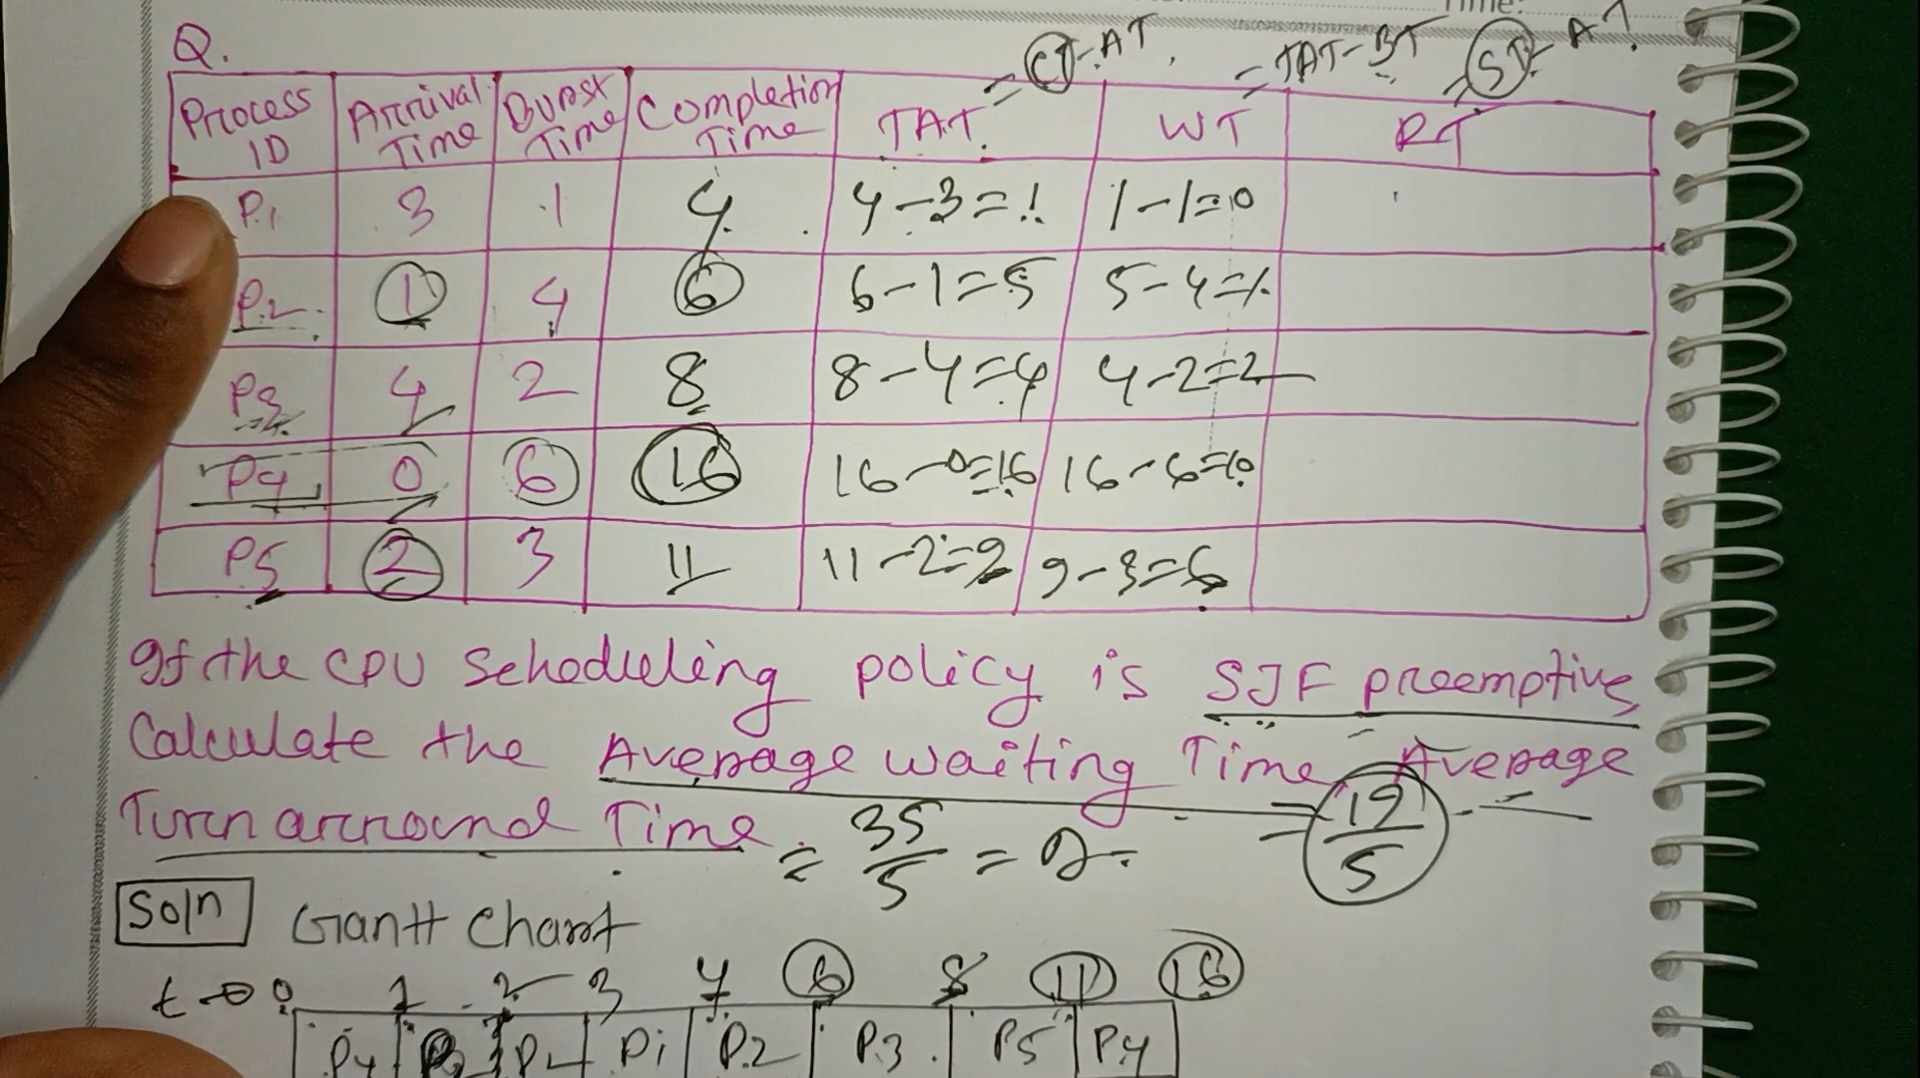 Time:
Q.
= CT-AT, = TAT-BT = ST-AT
Process ID Arrival Time Burst Time Completion Time TAT WT RT
P1 3 1 4 4-3=1 1-1=0
P2 1 4 6 6-1=5 5-4=1
P3 4 2 8 8-4=4 4-2=2
P4 0 6 16 16-0=16 16-6=10
P5 2 3 11 11-2=9 9-3=6
If the CPU Scheduling policy is SJF preemptive
Calculate the Average waiting Time, Average
Turn around Time. = 35/5 = = 19/5
Soln Gantt Chart
t → 0 1 2 3 4 6 8 11 16
P4 P2 P1 P2 P3 P5 P4